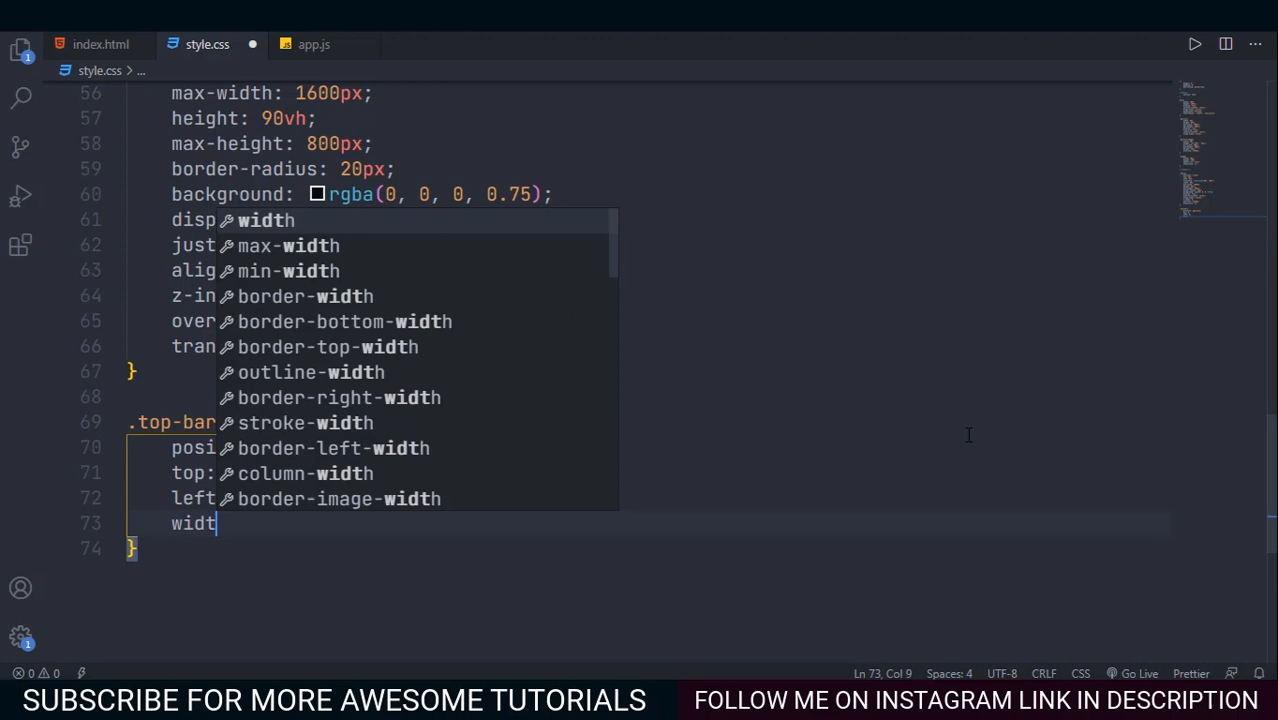 index.html style.css app.js
style.css > ...
56 max-width: 1600px;
57 height: 90vh;
58 max-height: 800px;
59 border-radius: 20px;
60 background: rgba(0, 0, 0, 0.75);
61 disp
width
62 just
max-width
63 alig
min-width
64 z-in
border-width
65 over
border-bottom-width
66 tran
border-top-width
67 }
outline-width
68
border-right-width
69 .top-bar
stroke-width
70 posi
border-left-width
71 top:
column-width
72 left
border-image-width
73 widt
74 }
1
1
0 0 Ln 73, Col 9 Spaces: 4 UTF-8 CRLF CSS Go Live Prettier
SUBSCRIBE FOR MORE AWESOME TUTORIALS FOLLOW ME ON INSTAGRAM LINK IN DESCRIPTION